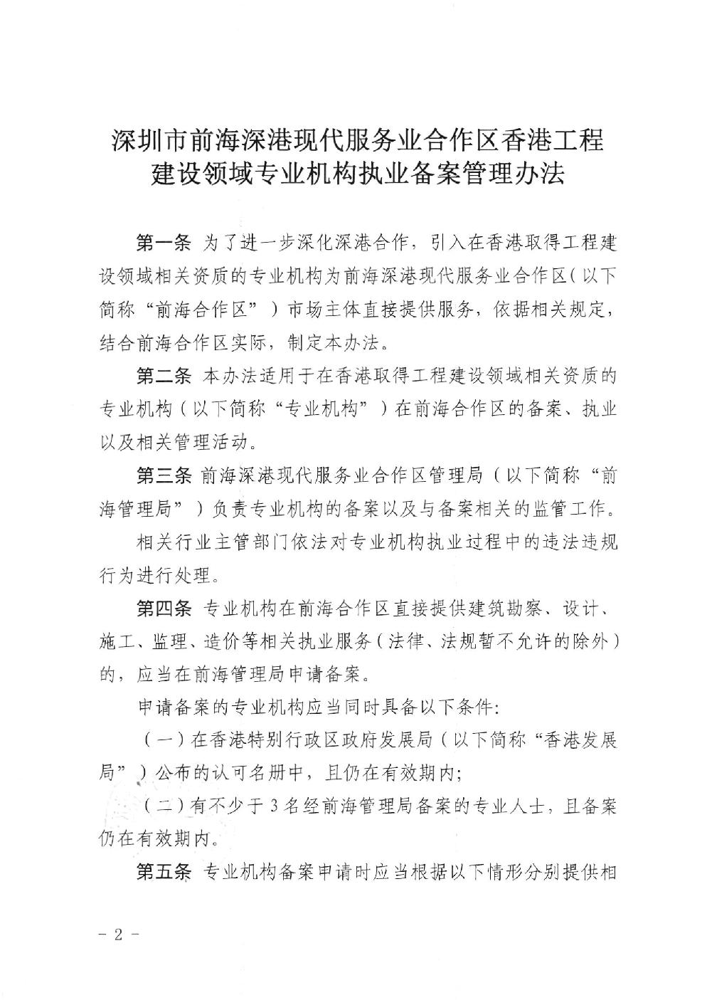 深圳市前海深港现代服务业合作区香港工程
建设领域专业机构执业备案管理办法
第一条 为了进一步深化深港合作，引入在香港取得工程建
设领域相关资质的专业机构为前海深港现代服务业合作区（以下
简称“前海合作区”）市场主体直接提供服务，依据相关规定，
结合前海合作区实际，制定本办法。
第二条 本办法适用于在香港取得工程建设领域相关资质的
专业机构（以下简称“专业机构”）在前海合作区的备案、执业
以及相关管理活动。
第三条 前海深港现代服务业合作区管理局（以下简称“前
海管理局”）负责专业机构的备案以及与备案相关的监管工作。
相关行业主管部门依法对专业机构执业过程中的违法违规
行为进行处理。
第四条 专业机构在前海合作区直接提供建筑勘察、设计、
施工、监理、造价等相关执业服务（法律、法规暂不允许的除外）
的，应当在前海管理局申请备案。
申请备案的专业机构应当同时具备以下条件：
（一）在香港特别行政区政府发展局（以下简称“香港发展
局”）公布的认可名册中，且仍在有效期内；
（二）有不少于 3 名经前海管理局备案的专业人士，且备案
仍在有效期内。
第五条 专业机构备案申请时应当根据以下情形分别提供相
- 2 -